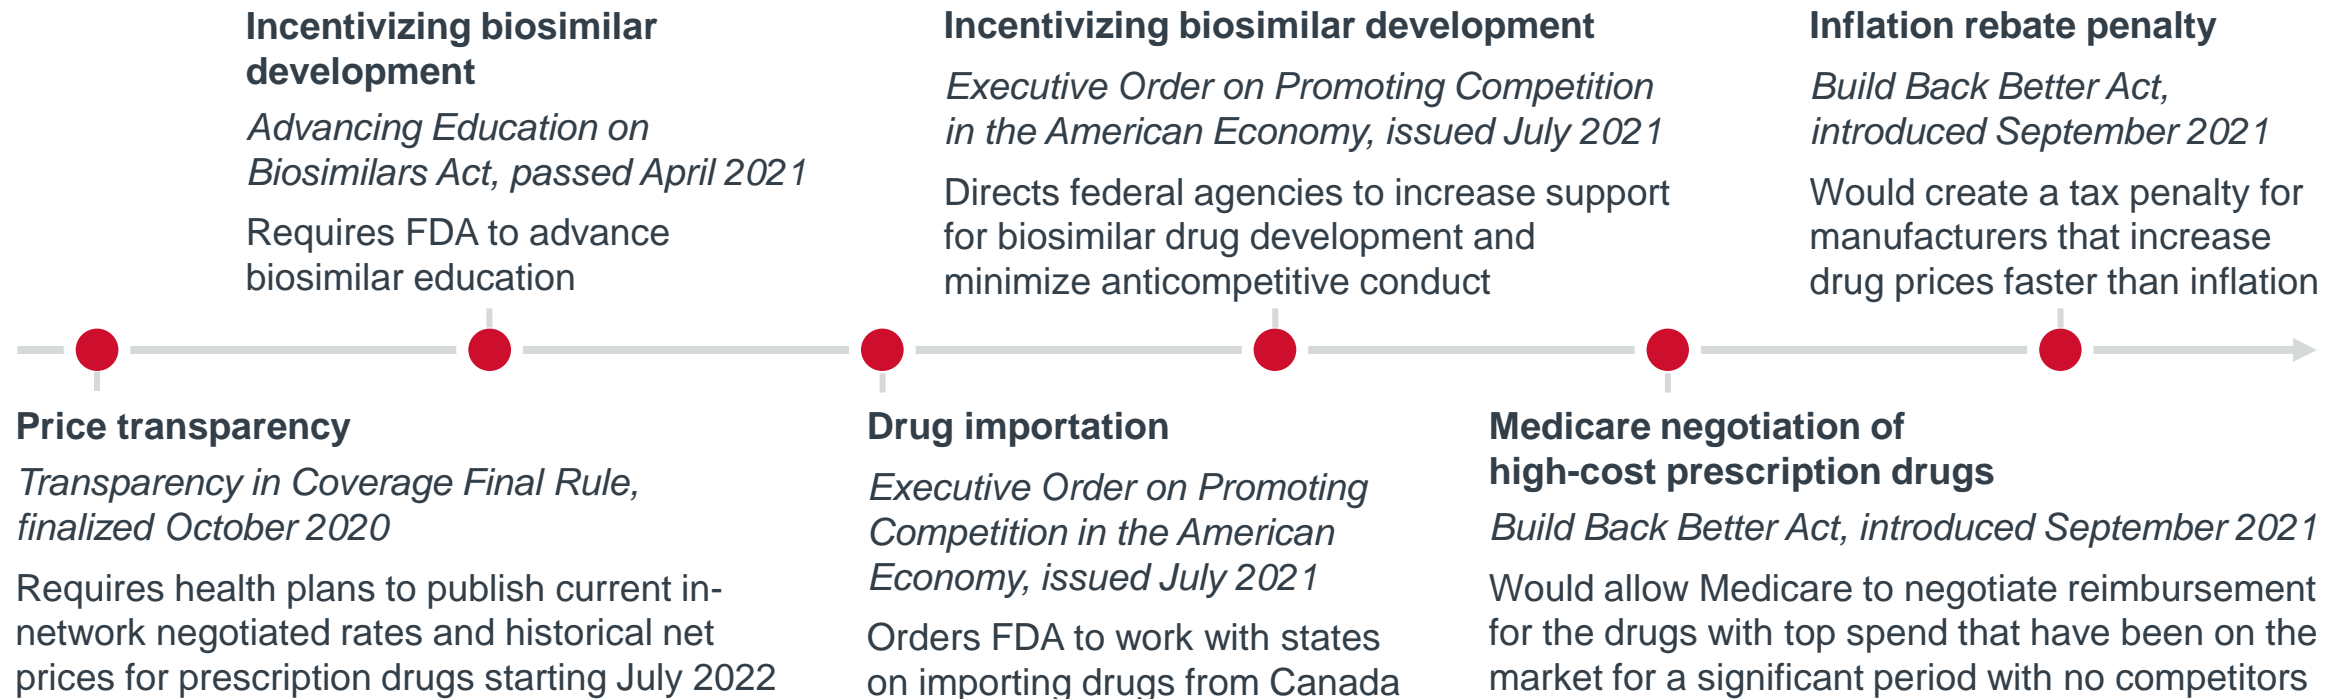 Incentivizing biosimilar
development
Advancing Education on
Biosimilars Act, passed April 2021
Requires FDA to advance
biosimilar education
Incentivizing biosimilar development
Executive Order on Promoting Competition
in the American Economy, issued July 2021
Directs federal agencies to increase support
for biosimilar drug development and
minimize anticompetitive conduct
Inflation rebate penalty
Build Back Better Act,
introduced September 2021
Would create a tax penalty for
manufacturers that increase
drug prices faster than inflation
Price transparency
Transparency in Coverage Final Rule,
finalized October 2020
Requires health plans to publish current in-
network negotiated rates and historical net
prices for prescription drugs starting July 2022
Drug importation
Executive Order on Promoting
Competition in the American
Economy, issued July 2021
Orders FDA to work with states
on importing drugs from Canada
Medicare negotiation of
high-cost prescription drugs
Build Back Better Act, introduced September 2021
Would allow Medicare to negotiate reimbursement
for the drugs with top spend that have been on the
market for a significant period with no competitors